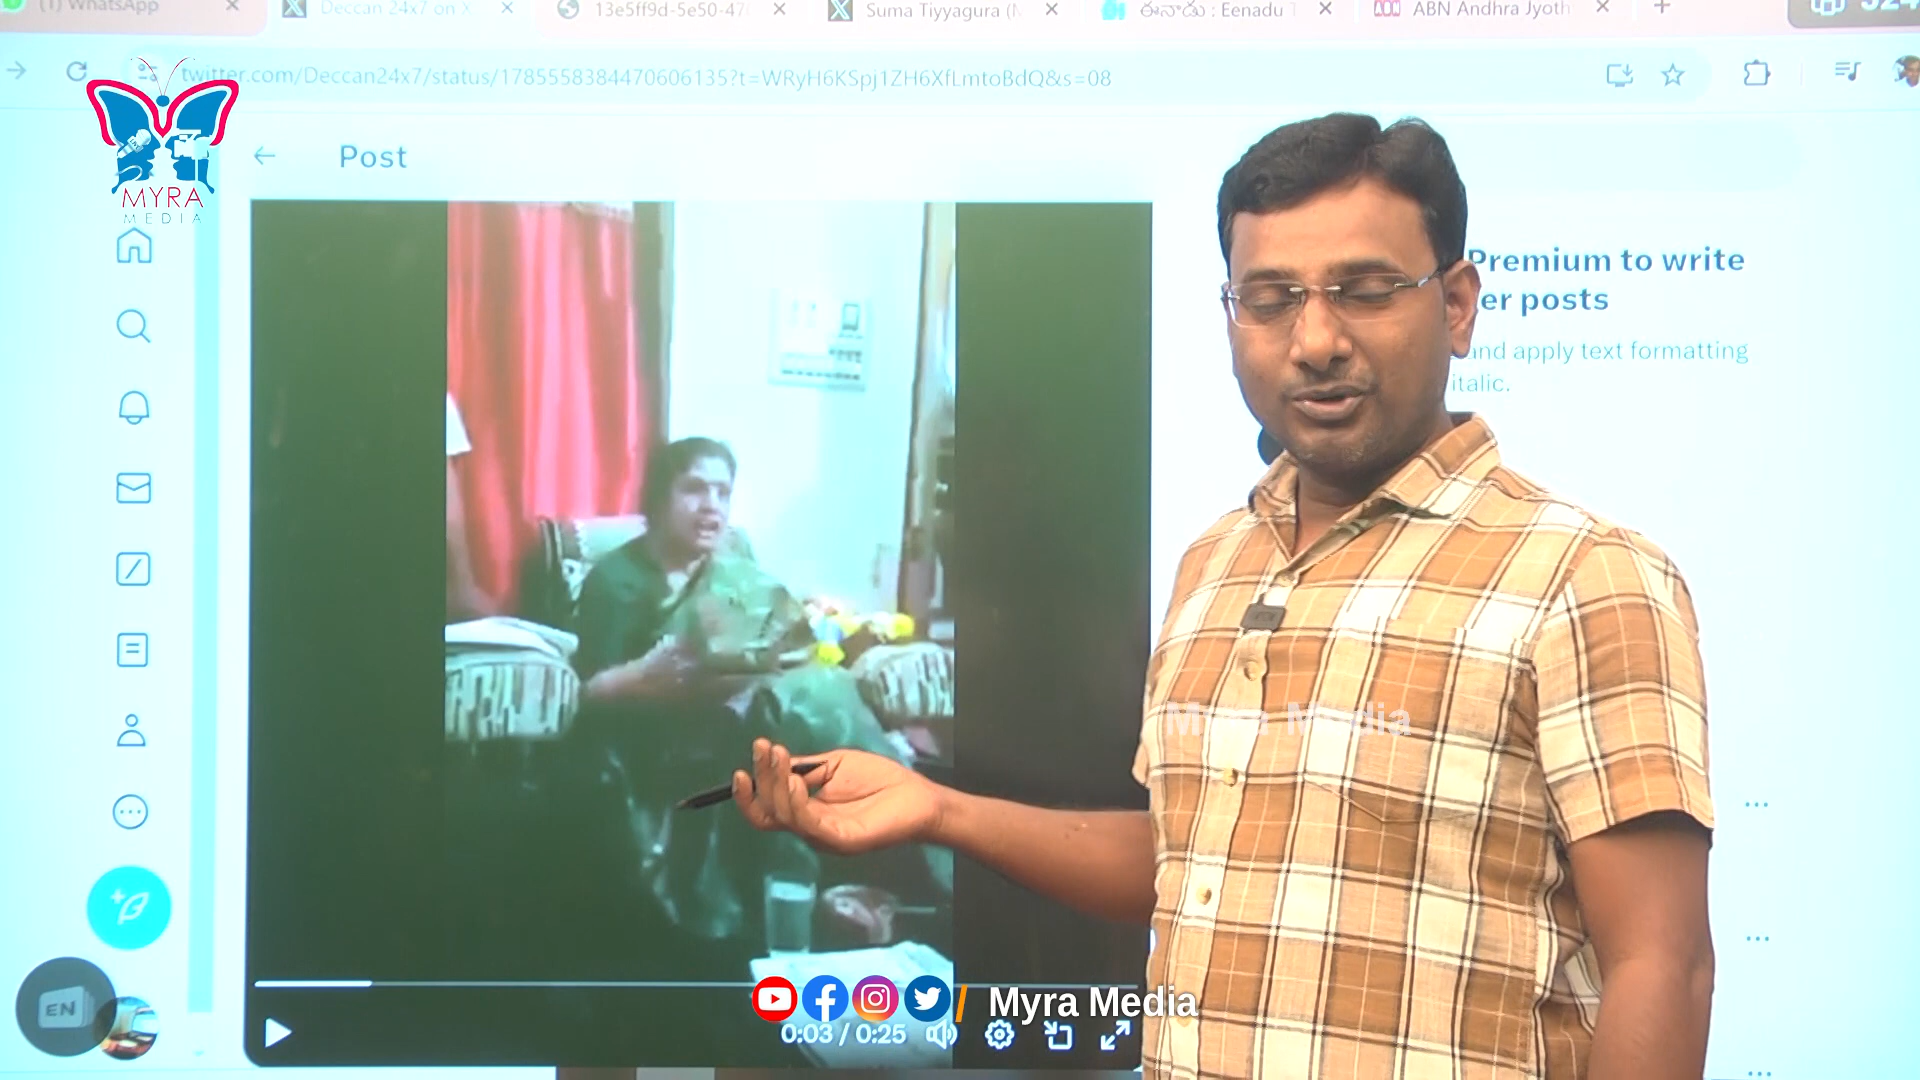 (1) WhatsApp
Deccan 24x7 on X
13e5ff9d-5e50-47
Suma Tiyyagura (
ఈనాడు : Eenadu T
ABN Andhra Jyoth
twitter.com/Deccan24x7/status/1785558384470606135?t=WRyH6KSpj1ZH6XfLmtoBdQ&s=08
MYRA
MEDIA
Post
Premium to write
er posts
and apply text formatting
italic.
Myra Media
EN
Myra Media
0:03 / 0:25